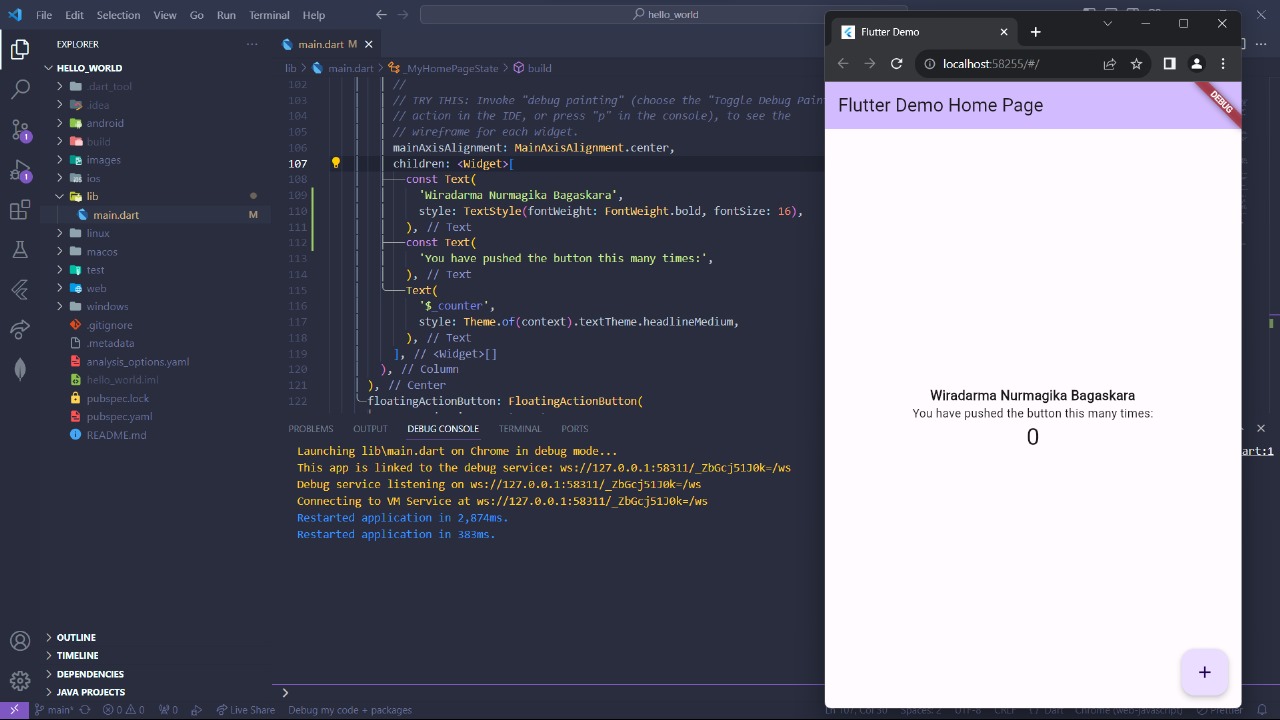 File Edit Selection View Go Run Terminal Help
hello_world
EXPLORER
HELLO_WORLD
.dart_tool
.idea
android
build
images
ios
lib
main.dart M
linux
macos
test
web
windows
.gitignore
.metadata
analysis_options.yaml
hello_world.iml
pubspec.lock
pubspec.yaml
README.md
OUTLINE
TIMELINE
DEPENDENCIES
JAVA PROJECTS
1
1
main.dart M
lib > main.dart > _MyHomePageState > build
102 //
103 // TRY THIS: Invoke "debug painting" (choose the "Toggle Debug Pain
104 // action in the IDE, or press "p" in the console), to see the
105 // wireframe for each widget.
106 mainAxisAlignment: MainAxisAlignment.center,
107 children: <Widget>[
108 const Text(
109 'Wiradarma Nurmagika Bagaskara',
110 style: TextStyle(fontWeight: FontWeight.bold, fontSize: 16),
111 ), // Text
112 const Text(
113 'You have pushed the button this many times:',
114 ), // Text
115 Text(
116 '$_counter',
117 style: Theme.of(context).textTheme.headlineMedium,
118 ), // Text
119 ], // <Widget>[]
120 ), // Column
121 ), // Center
122 floatingActionButton: FloatingActionButton(
PROBLEMS OUTPUT DEBUG CONSOLE TERMINAL PORTS
Launching lib\main.dart on Chrome in debug mode...
This app is linked to the debug service: ws://127.0.0.1:58311/_ZbGcj51J0k=/ws
Debug service listening on ws://127.0.0.1:58311/_ZbGcj51J0k=/ws
Connecting to VM Service at ws://127.0.0.1:58311/_ZbGcj51J0k=/ws
Restarted application in 2,874ms.
Restarted application in 383ms.
art:1
main* 0 0 0 Live Share Debug my code + packages
Flutter Demo
localhost:58255/#/
Flutter Demo Home Page
DEBUG
Wiradarma Nurmagika Bagaskara
You have pushed the button this many times:
0
+